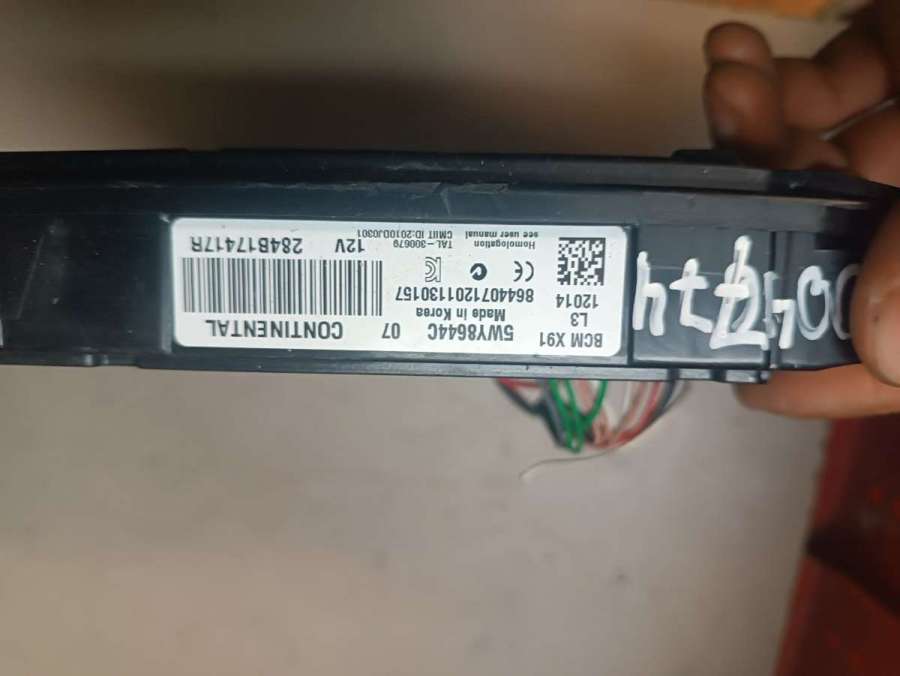 BCM X91
L3
12014
5WY8644C 07 CONTINENTAL
Made in Korea
8644071201130157
Homologation TAL-300679
see user manual CMIIT ID:2010DJ0301
12V 284B17417R